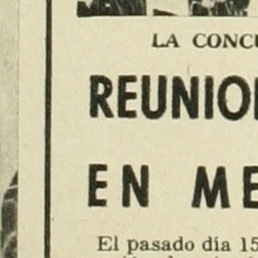 LA CONCU
REUNIO
EN ME
El pasado día 15